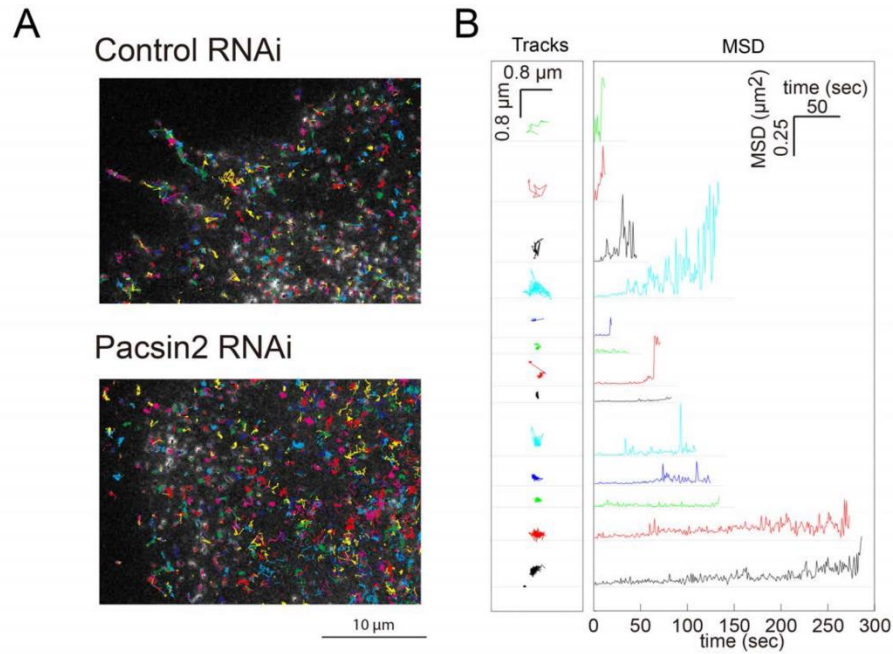 A
Control RNAi
Pacsin2 RNAi
10 μm
B
Tracks
MSD
0.8 μm
0.8 μm
MSD (μm²)
0.25
time (sec)
50
0 50 100 150 200 250 300
time (sec)